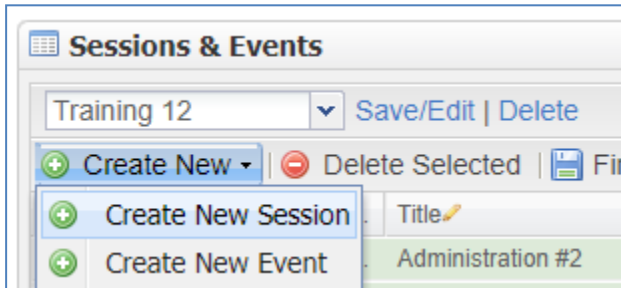 Sessions & Events
Training 12 Save/Edit | Delete
Create New | Delete Selected |
Create New Session . Title
Create New Event . Administration #2